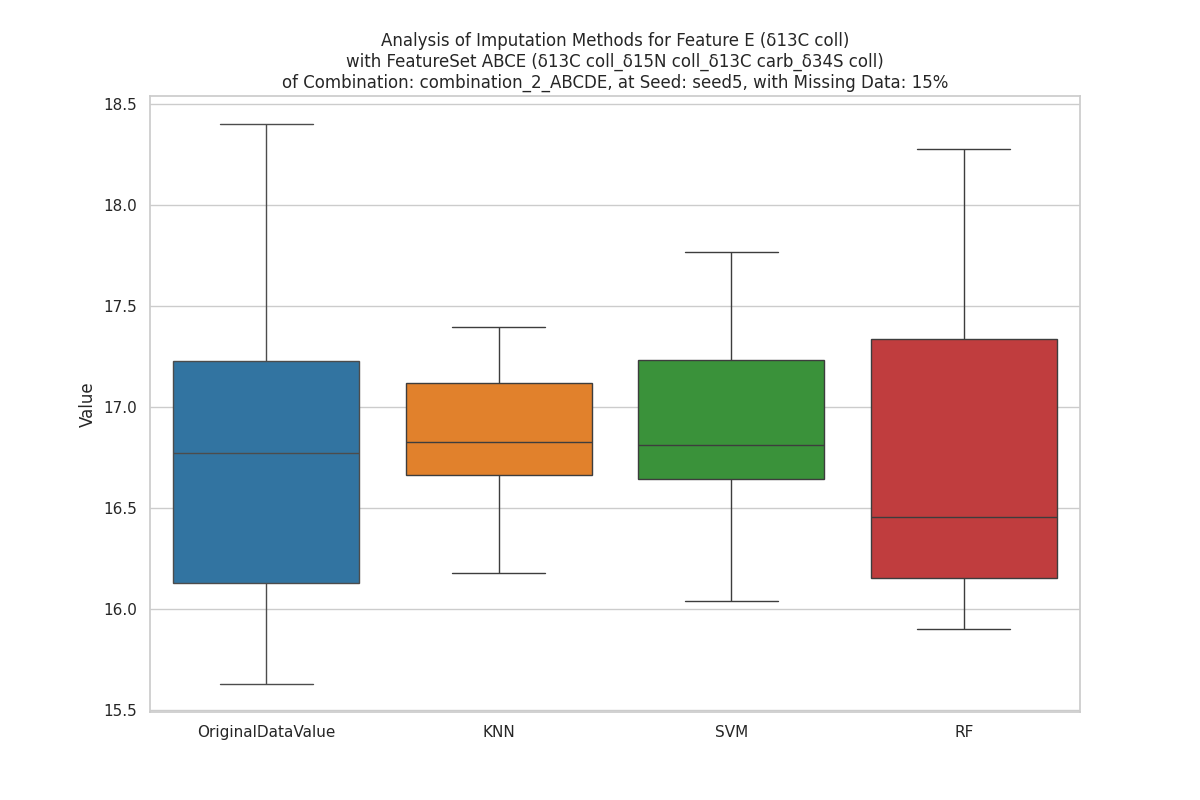 Analysis of Imputation Methods for Feature E (δ13C coll)
with FeatureSet ABCE (δ13C coll_δ15N coll_δ13C carb_δ34S coll)
of Combination: combination_2_ABCDE, at Seed: seed5, with Missing Data: 15%
18.5
18.0
17.5
17.0
16.5
16.0
15.5
Value
OriginalDataValue
KNN
SVM
RF